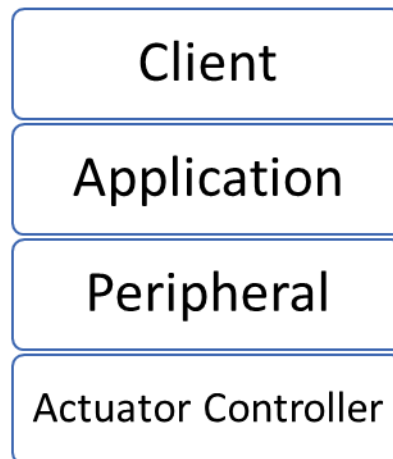 Client
Application
Peripheral
Actuator Controller